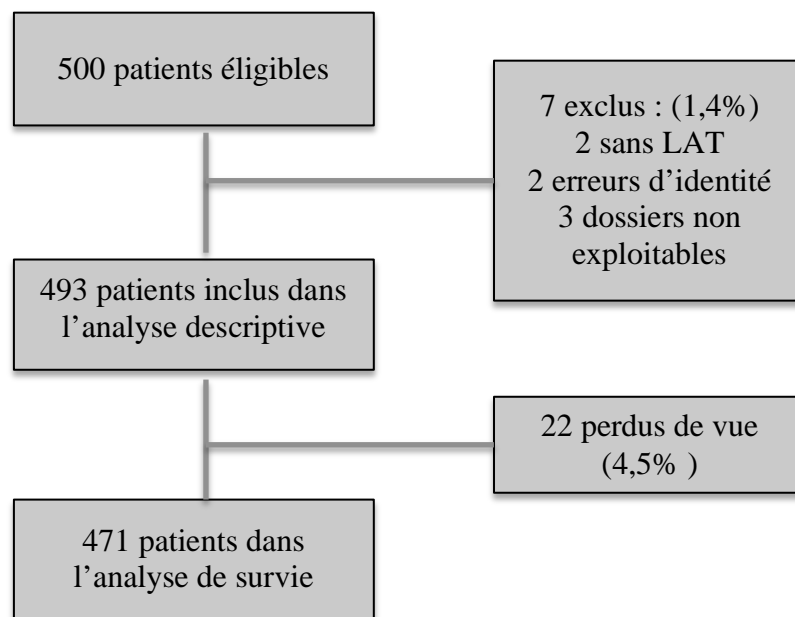 500 patients éligibles
7 exclus : (1,4%)
2 sans LAT
2 erreurs d’identité
3 dossiers non
exploitables
493 patients inclus dans
l’analyse descriptive
22 perdus de vue
(4,5% )
471 patients dans
l’analyse de survie